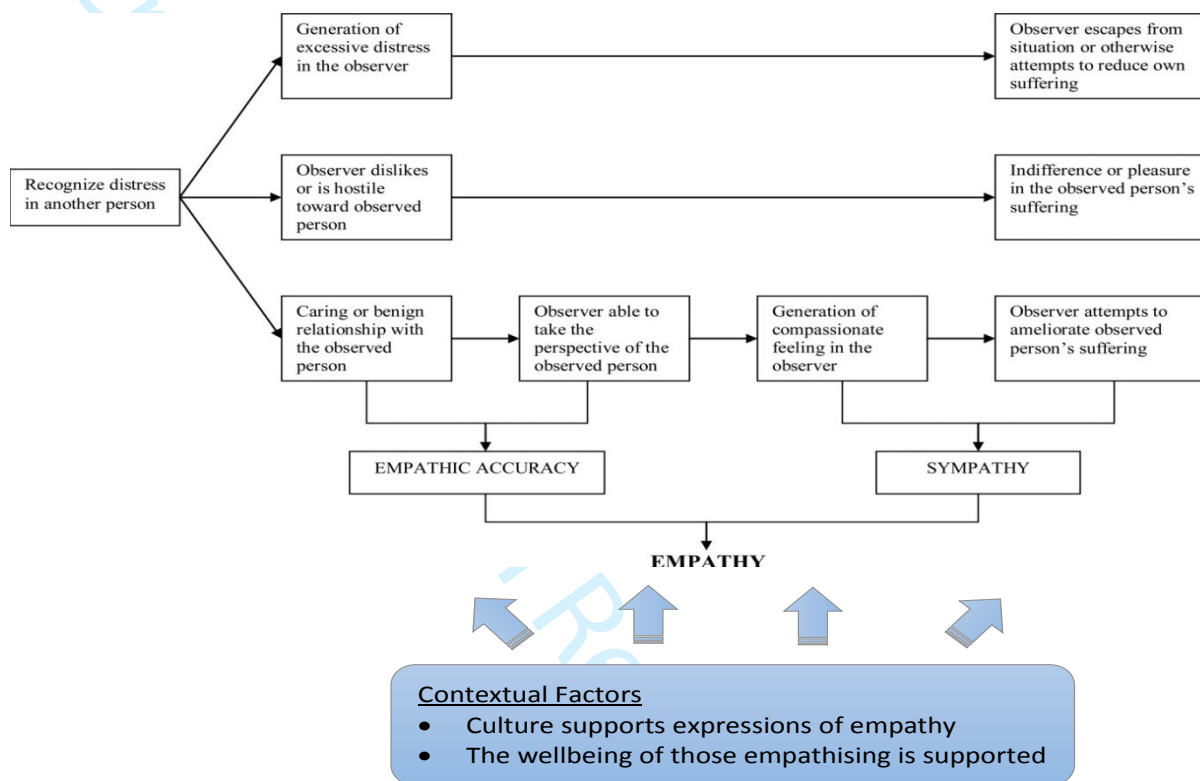 Generation of
excessive distress
in the observer
Observer escapes from
situation or otherwise
attempts to reduce own
suffering
Recognize distress
in another person
Observer dislikes
or is hostile
toward observed
person
Indifference or pleasure
in the observed person's
suffering
Caring or benign
relationship with
the observed
person
Observer able to
take the
perspective of the
observed person
Generation of
compassionate
feeling in the
observer
Observer attempts to
ameliorate observed
person's suffering
EMPATHIC ACCURACY
SYMPATHY
EMPATHY
Contextual Factors
• Culture supports expressions of empathy
• The wellbeing of those empathising is supported